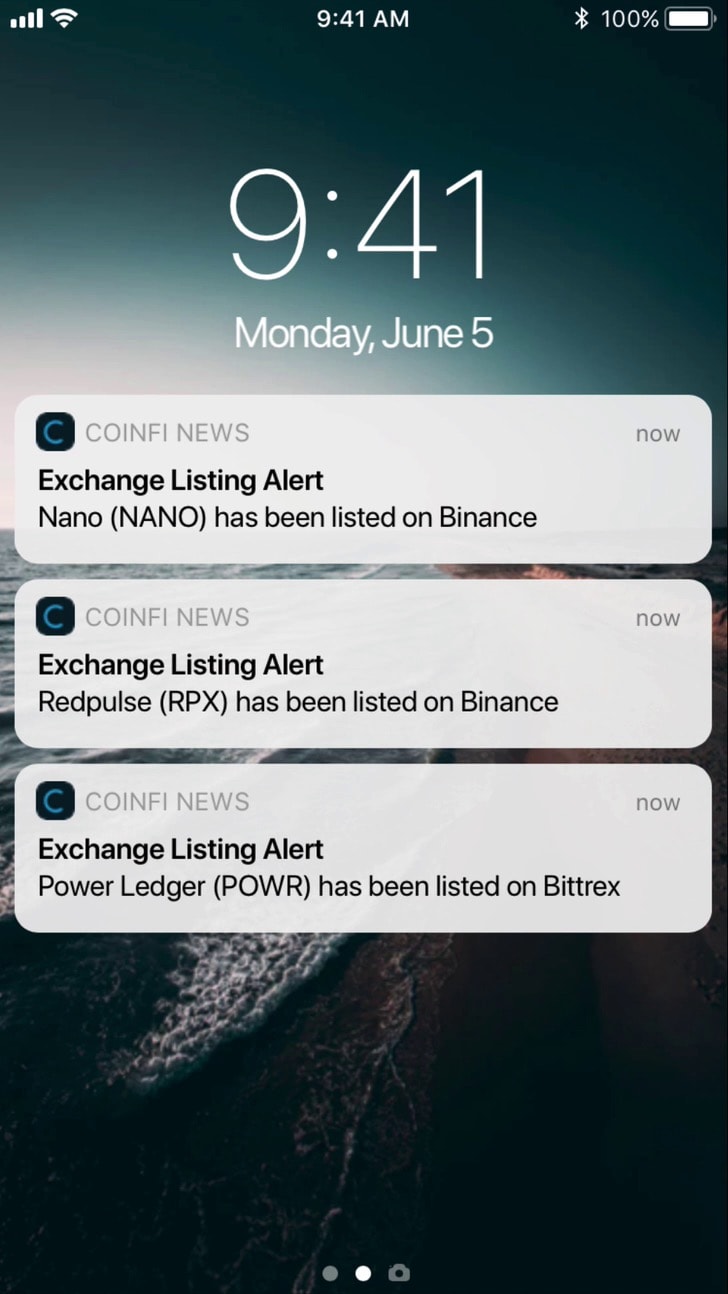 9:41 AM
100%
9:41
Monday, June 5
COINFI NEWS
now
Exchange Listing Alert
Nano (NANO) has been listed on Binance
COINFI NEWS
now
Exchange Listing Alert
Redpulse (RPX) has been listed on Binance
COINFI NEWS
now
Exchange Listing Alert
Power Ledger (POWR) has been listed on Bittrex